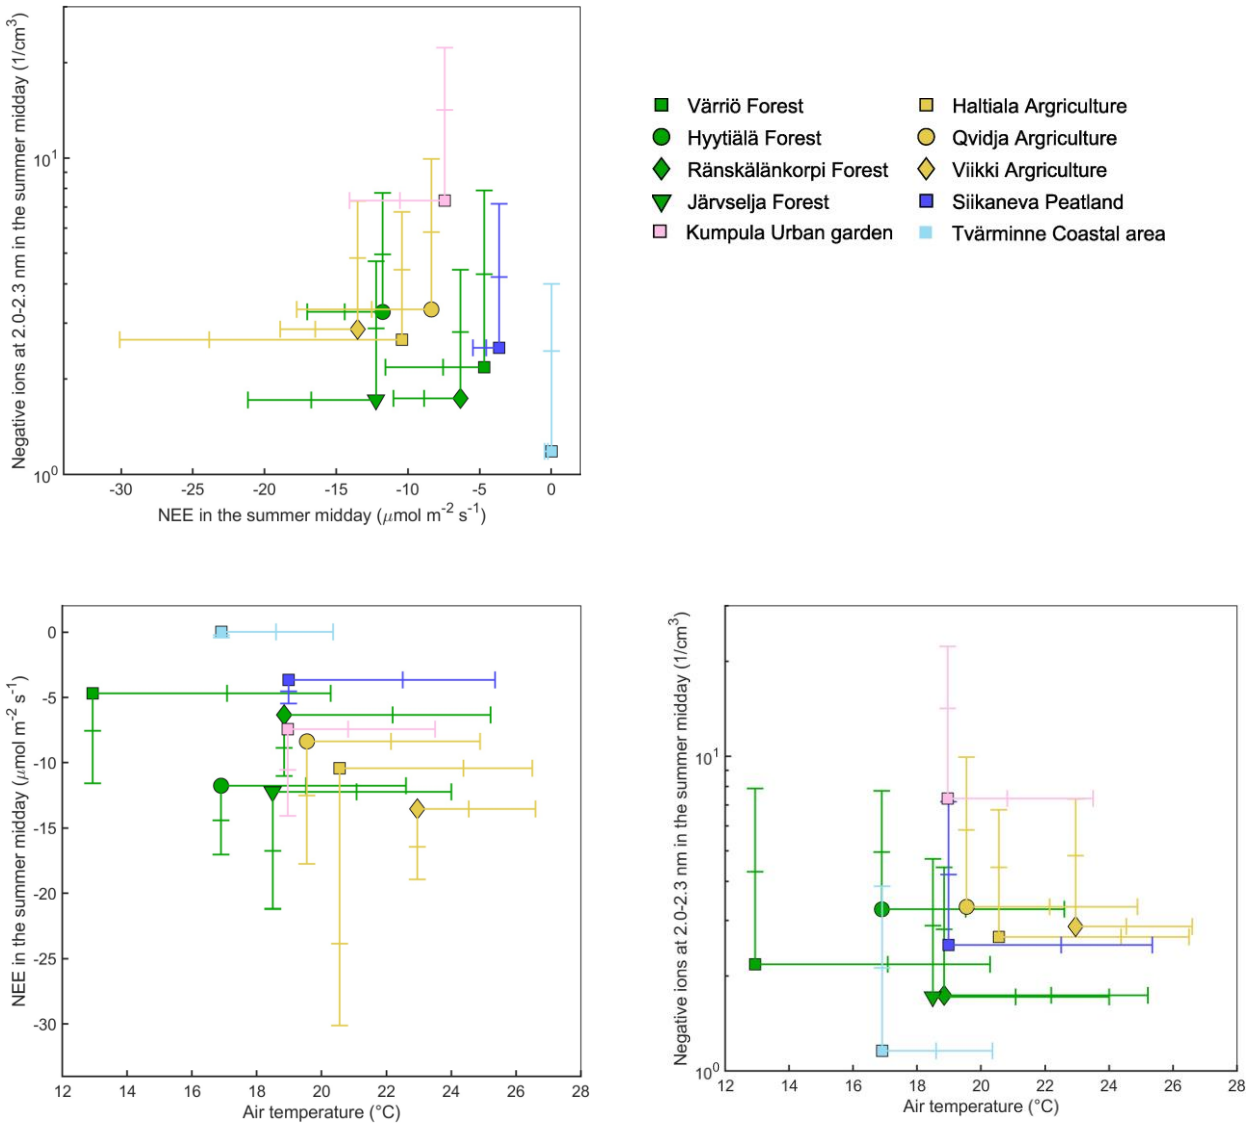 Negative ions at 2.0-2.3 nm in the summer midday (1/cm³)
10¹
10⁰
-30 -25 -20 -15 -10 -5 0
NEE in the summer midday (μmol m⁻² s⁻¹)
Värriö Forest
Hyytiälä Forest
Ränskälänkorpi Forest
Järvselja Forest
Kumpula Urban garden
Haltiala Argriculture
Qvidja Argriculture
Viikki Argriculture
Siikaneva Peatland
Tvärminne Coastal area
NEE in the summer midday (μmol m⁻² s⁻¹)
0
-5
-10
-15
-20
-25
-30
12 14 16 18 20 22 24 26 28
Air temperature (°C)
Negative ions at 2.0-2.3 nm in the summer midday (1/cm³)
10¹
10⁰
12 14 16 18 20 22 24 26 28
Air temperature (°C)